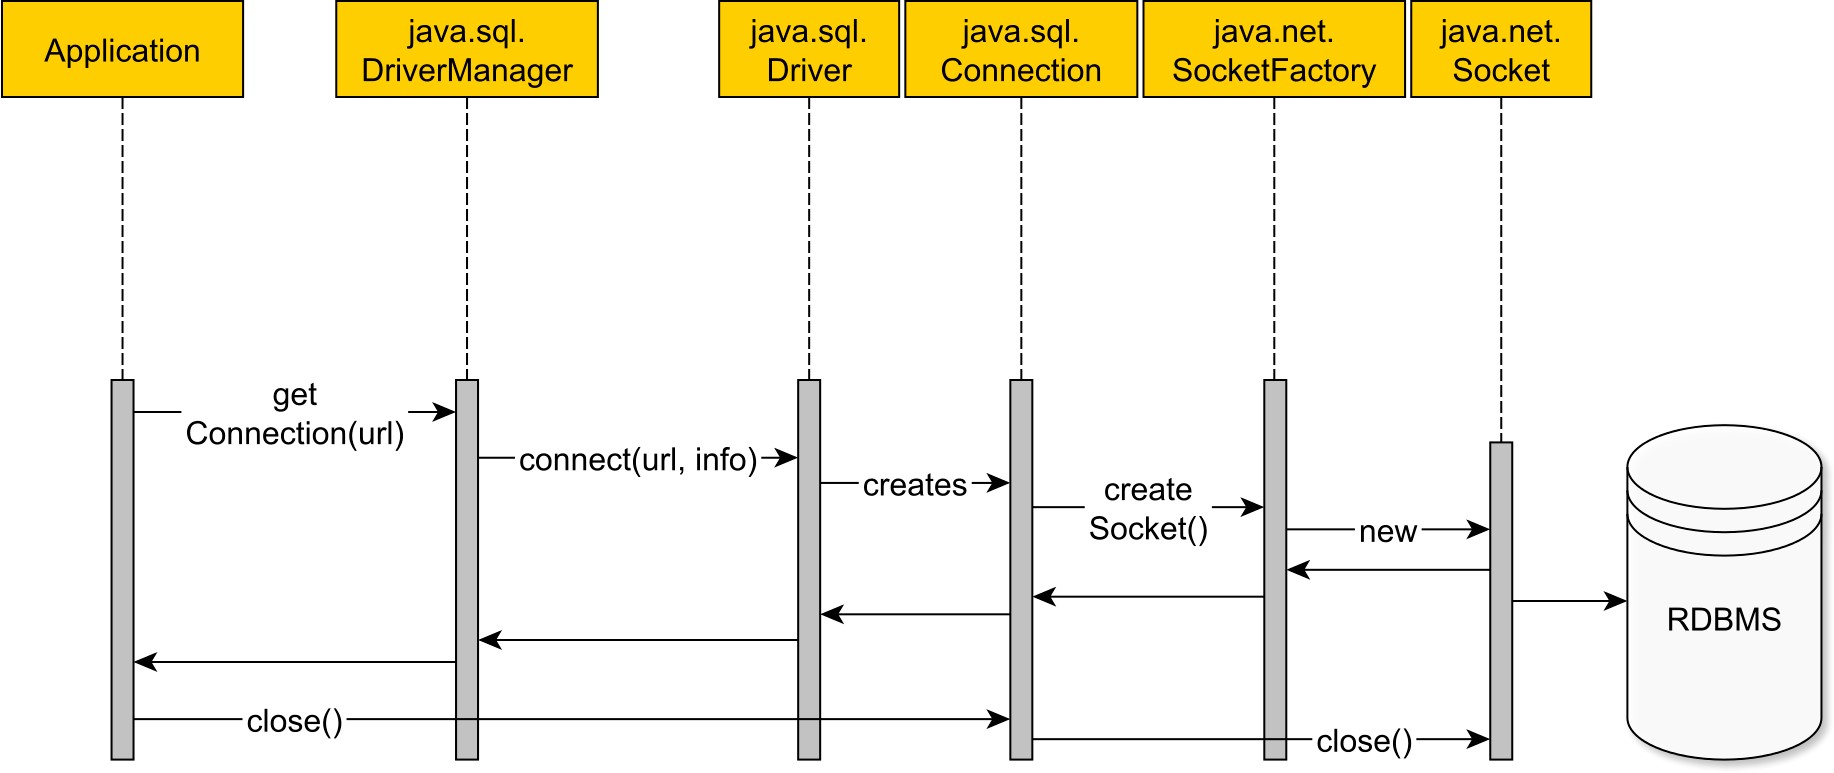 Application
java.sql.
DriverManager
java.sql.
Driver
java.sql.
Connection
java.net.
SocketFactory
java.net.
Socket
get
Connection(url)
connect(url, info)
creates
create
Socket()
new
RDBMS
close()
close()